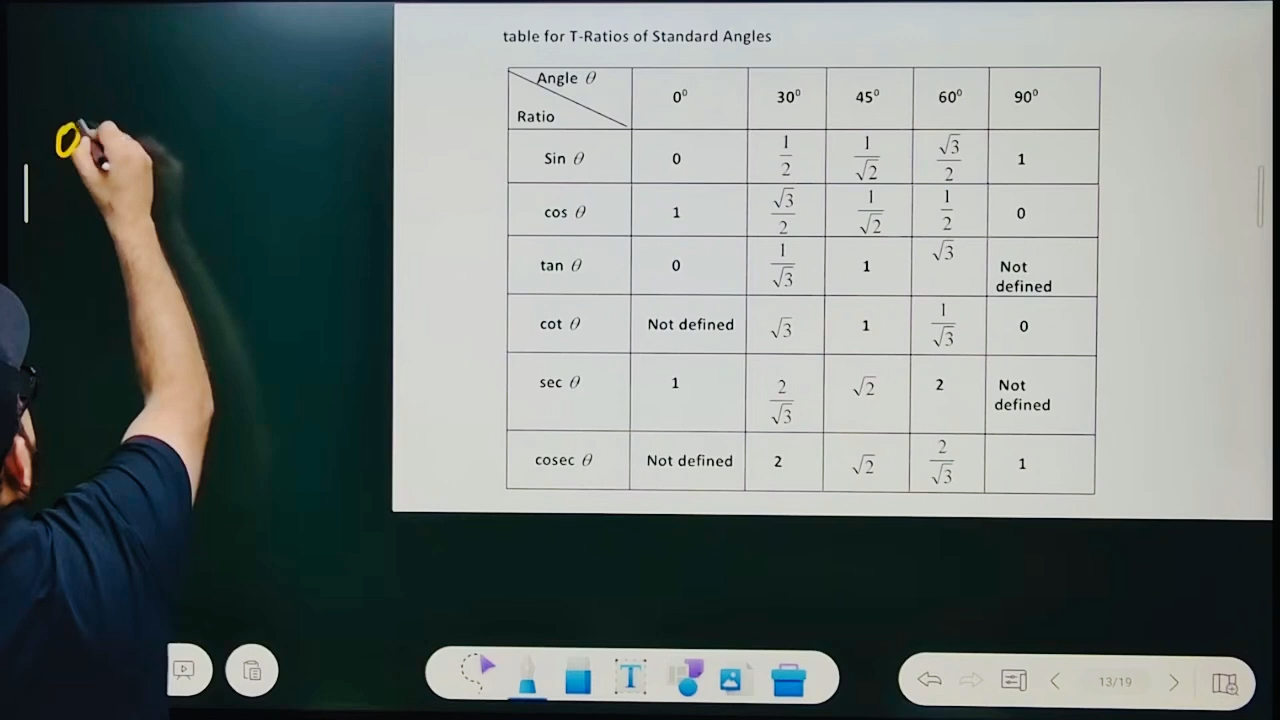 table for T-Ratios of Standard Angles
Angle θ
Ratio
0⁰ 30⁰ 45⁰ 60⁰ 90⁰
Sin θ 0 1/2 1/√2 √3/2 1
cos θ 1 √3/2 1/√2 1/2 0
tan θ 0 1/√3 1 √3 Not defined
cot θ Not defined √3 1 1/√3 0
sec θ 1 2/√3 √2 2 Not defined
cosec θ Not defined 2 √2 2/√3 1
0
T
13/19